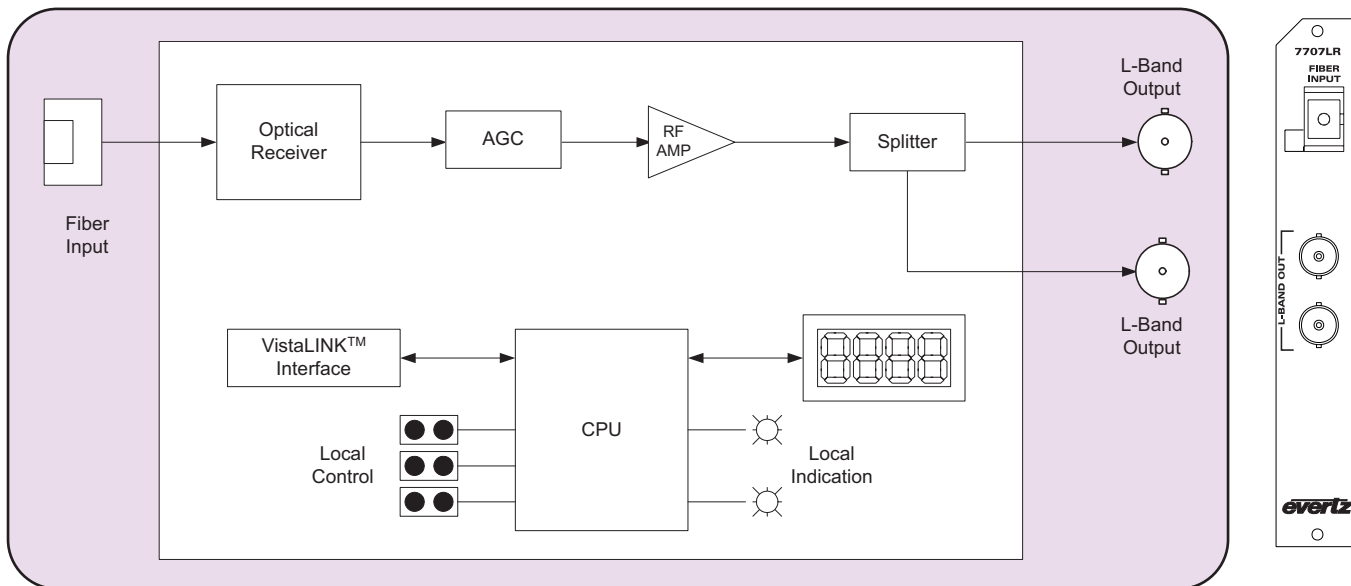 Fiber
Input
Optical
Receiver
AGC
RF
AMP
Splitter
L-Band
Output
L-Band
Output
VistaLINK™
Interface
CPU
Local
Control
Local
Indication
8888
7707LR
FIBER
INPUT
L-BAND OUT
evertz